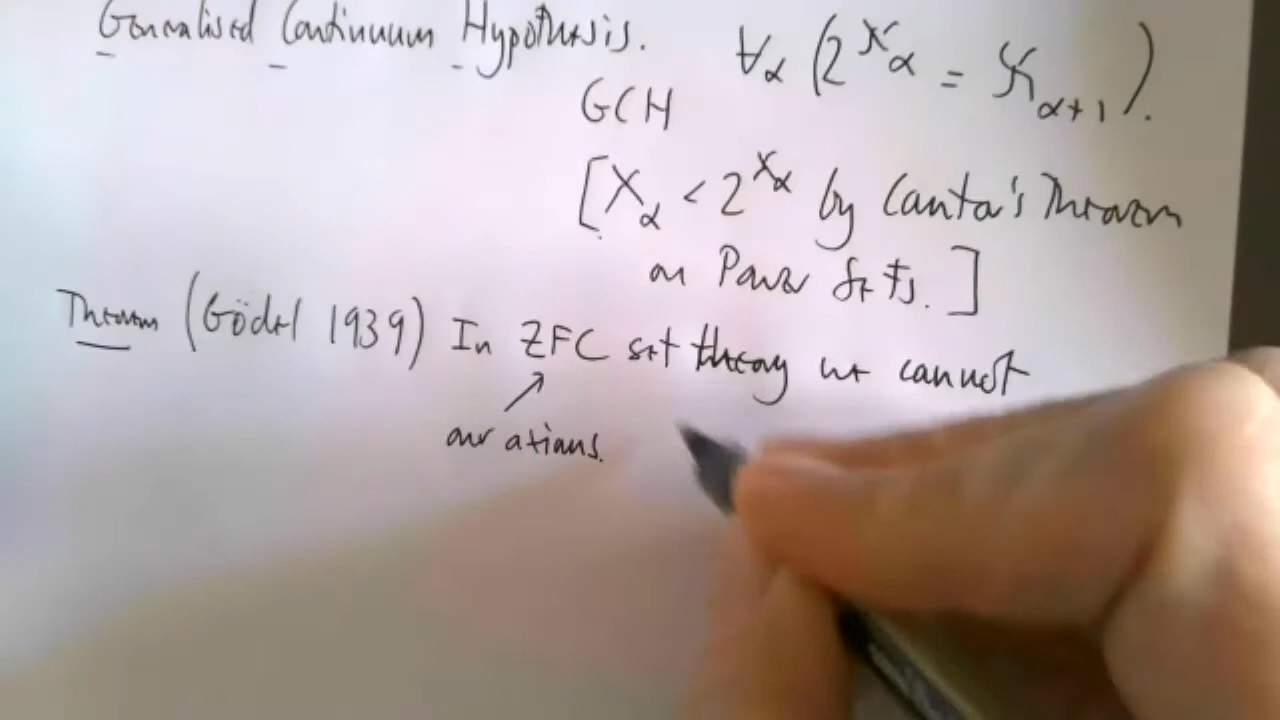 Generalised Continuum Hypothesis. ∀α (2^ℵα = ℵα+1).
GCH
[ℵα < 2^ℵα by Cantor's Theorem
on Power Sets.]
Theorem (Gödel 1939) In ZFC set theory we cannot
our axioms.